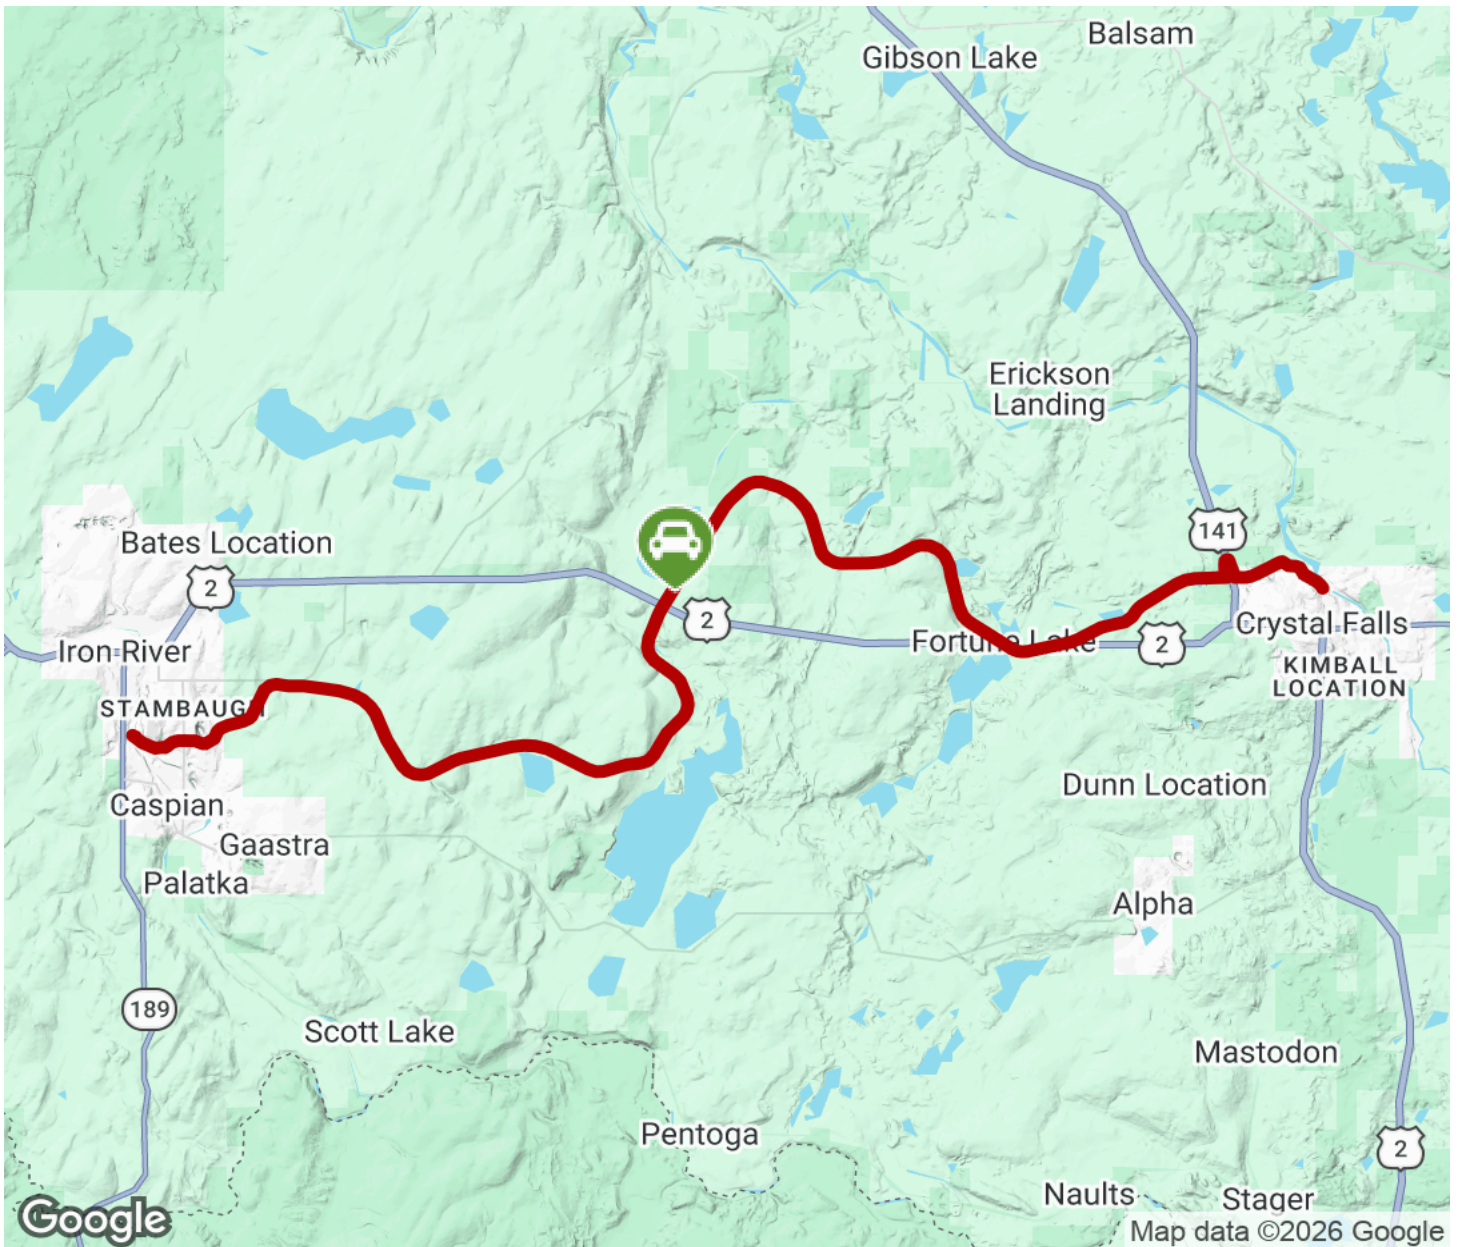 Balsam
Gibson Lake
Erickson
Landing
141
Bates Location
2
2
Crystal Falls
Fortune Lake
2
Iron River
KIMBALL
LOCATION
STAMBAUGH
Dunn Location
Caspian
Gaastra
Palatka
Alpha
189
Scott Lake
Mastodon
Pentoga
2
Naults
Stager
Google
Map data ©2026 Google